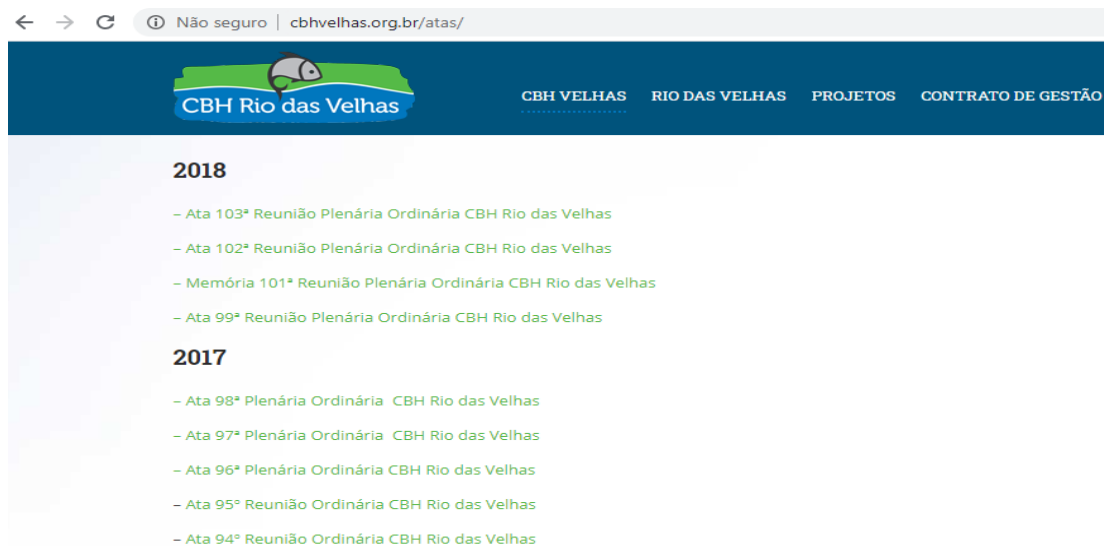 Não seguro | cbhvelhas.org.br/atas/
CBH Rio das Velhas
CBH VELHAS RIO DAS VELHAS PROJETOS CONTRATO DE GESTÃO
2018
– Ata 103ª Reunião Plenária Ordinária CBH Rio das Velhas
– Ata 102ª Reunião Plenária Ordinária CBH Rio das Velhas
– Memória 101ª Reunião Plenária Ordinária CBH Rio das Velhas
– Ata 99ª Reunião Plenária Ordinária CBH Rio das Velhas
2017
– Ata 98ª Plenária Ordinária  CBH Rio das Velhas
– Ata 97ª Plenária Ordinária  CBH Rio das Velhas
– Ata 96ª Plenária Ordinária CBH Rio das Velhas
– Ata 95º Reunião Ordinária CBH Rio das Velhas
– Ata 94º Reunião Ordinária CBH Rio das Velhas